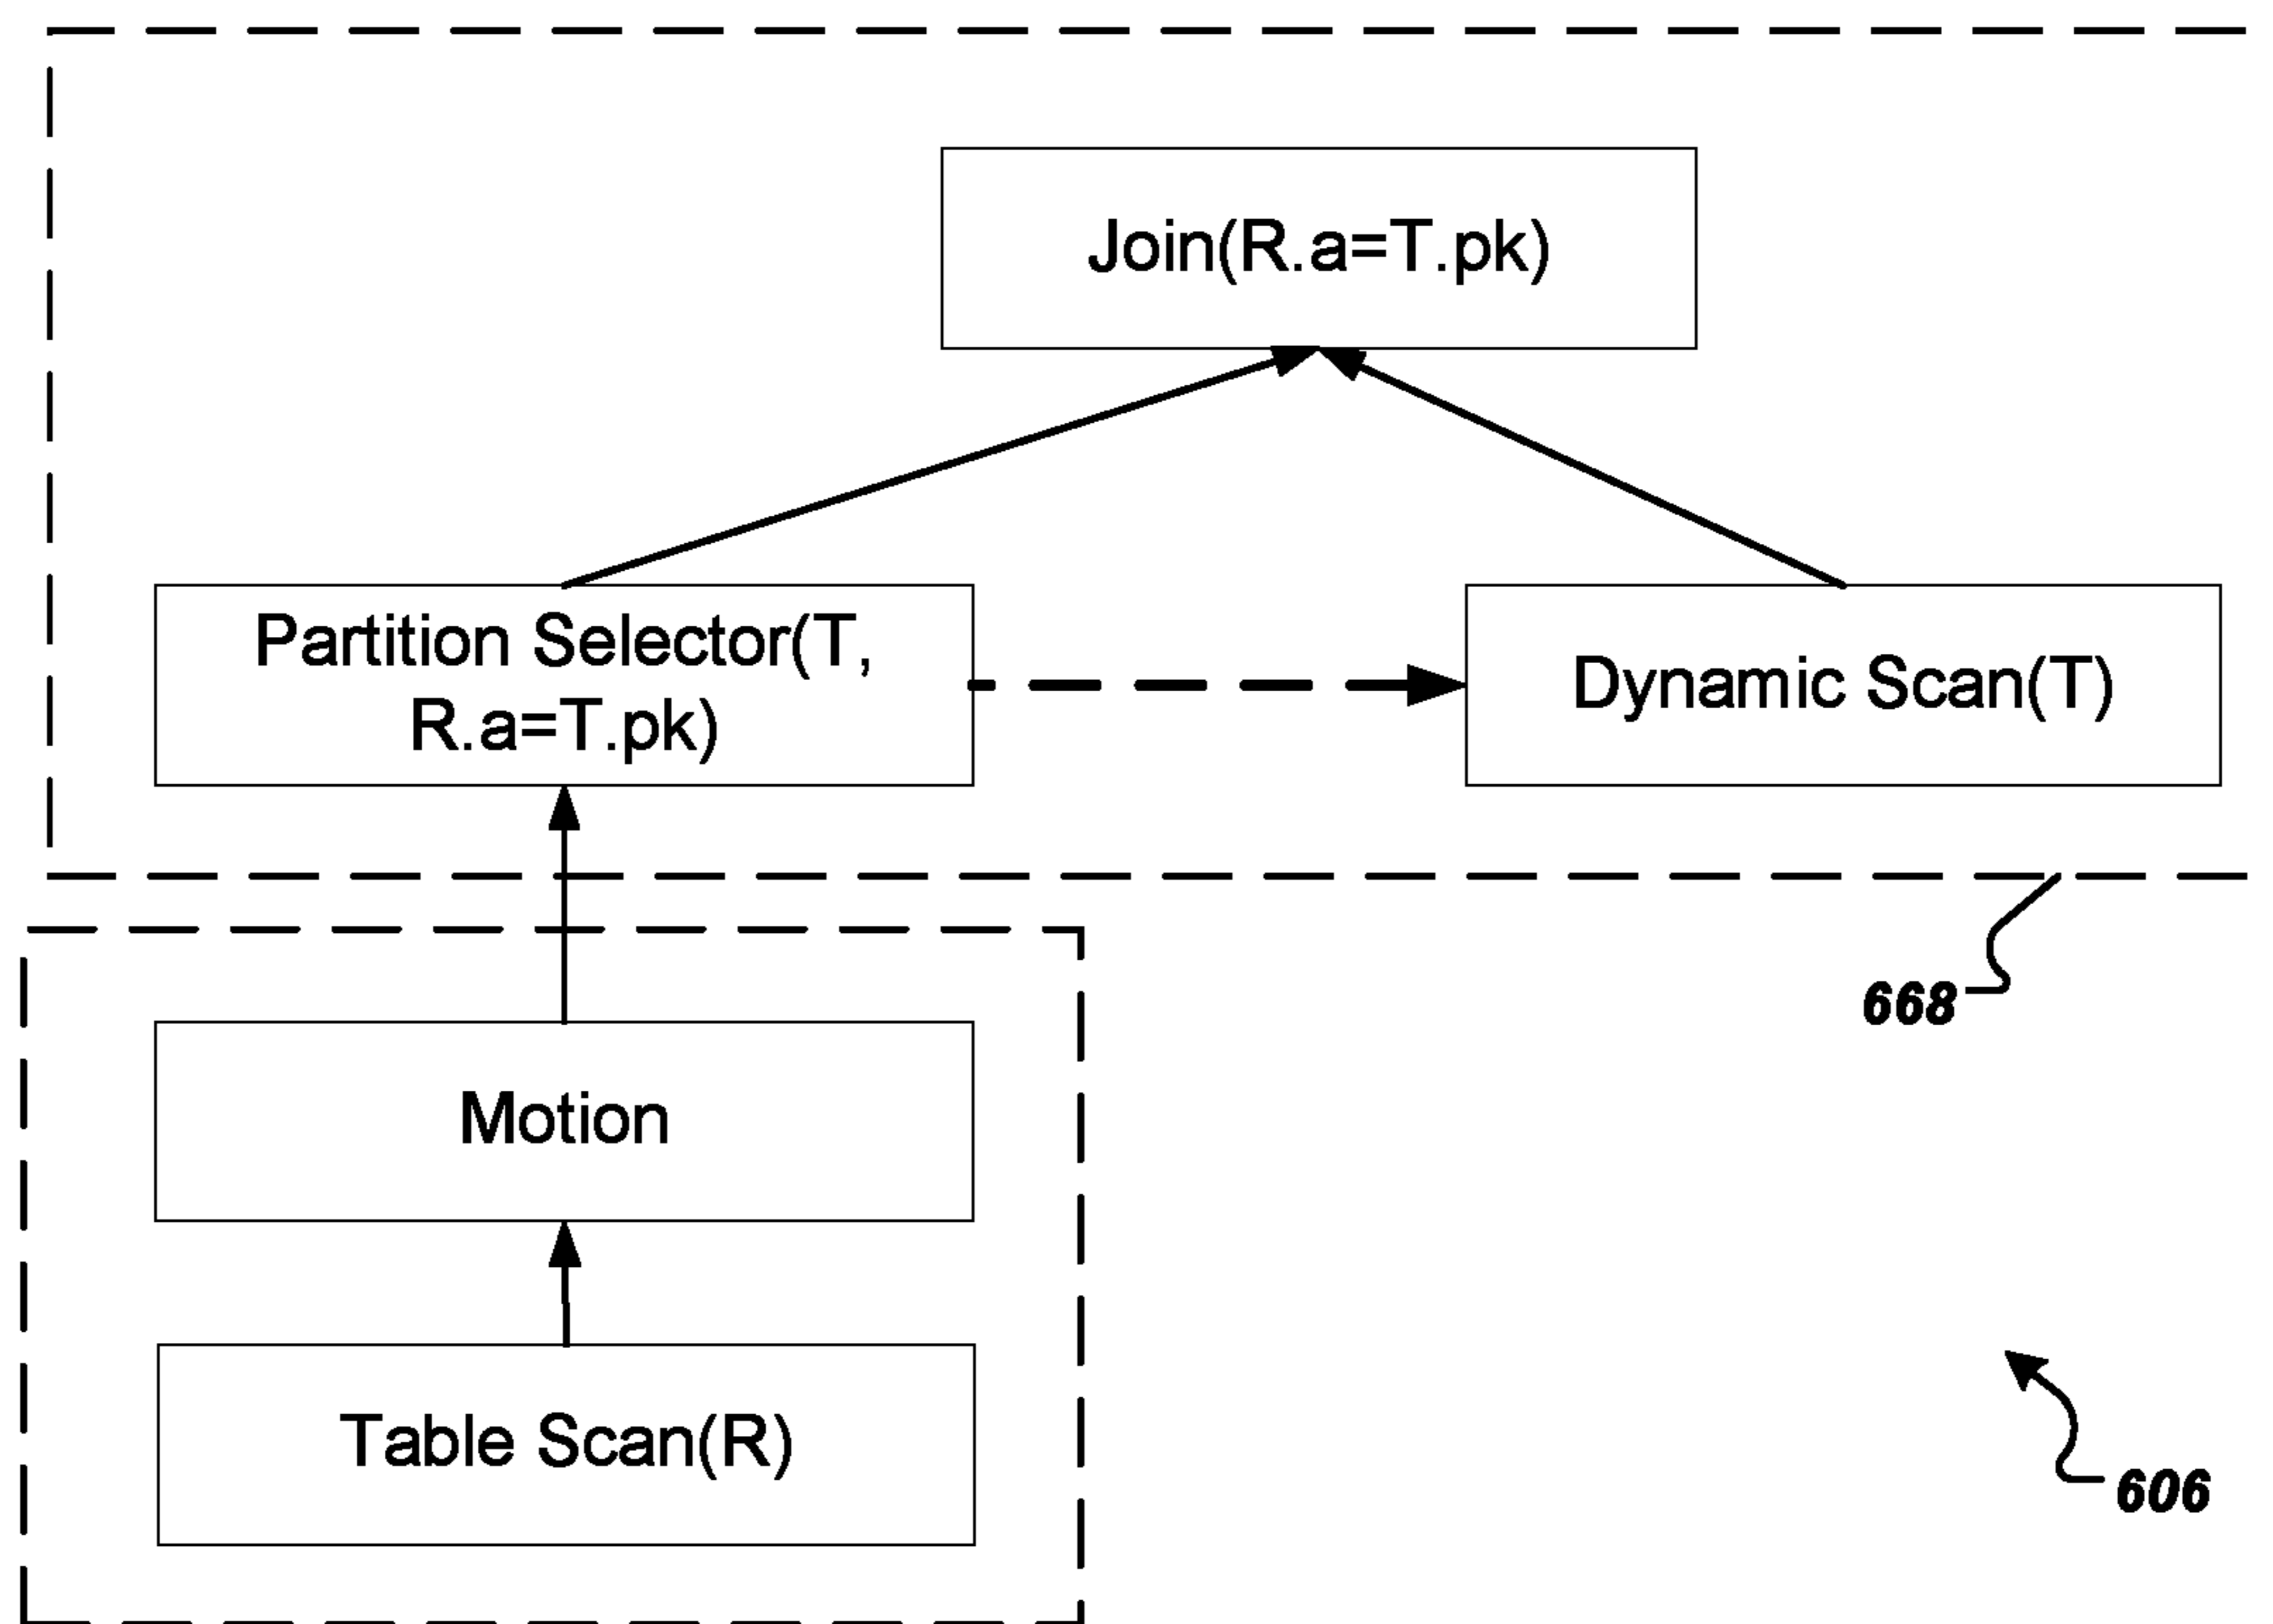 Join(R.a=T.pk)
Partition Selector(T,
R.a=T.pk)
Dynamic Scan(T)
668
Motion
Table Scan(R)
606